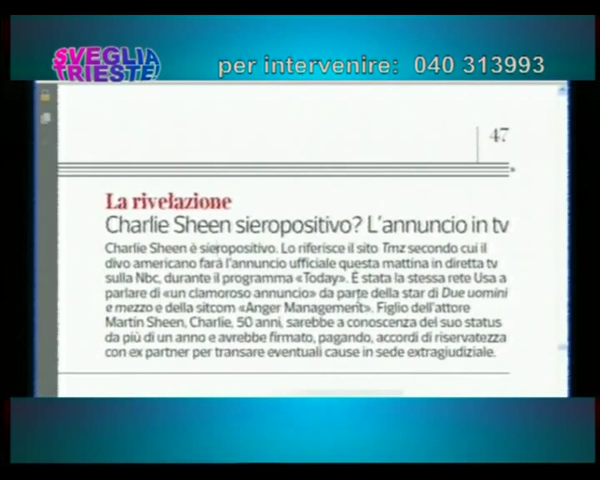 SVEGLIA
TRIESTE!
per intervenire: 040 313993
47
La rivelazione
Charlie Sheen sieropositivo? L'annuncio in tv
Charlie Sheen è sieropositivo. Lo riferisce il sito Tmz secondo cui il
divo americano farà l'annuncio ufficiale questa mattina in diretta tv
sulla Nbc, durante il programma «Today». È stata la stessa rete Usa a
parlare di «un clamoroso annuncio» da parte della star di Due uomini
e mezzo e della sitcom «Anger Management». Figlio dell'attore
Martin Sheen, Charlie, 50 anni, sarebbe a conoscenza del suo status
da più di un anno e avrebbe firmato, pagando, accordi di riservatezza
con ex partner per transare eventuali cause in sede extragiudiziale.